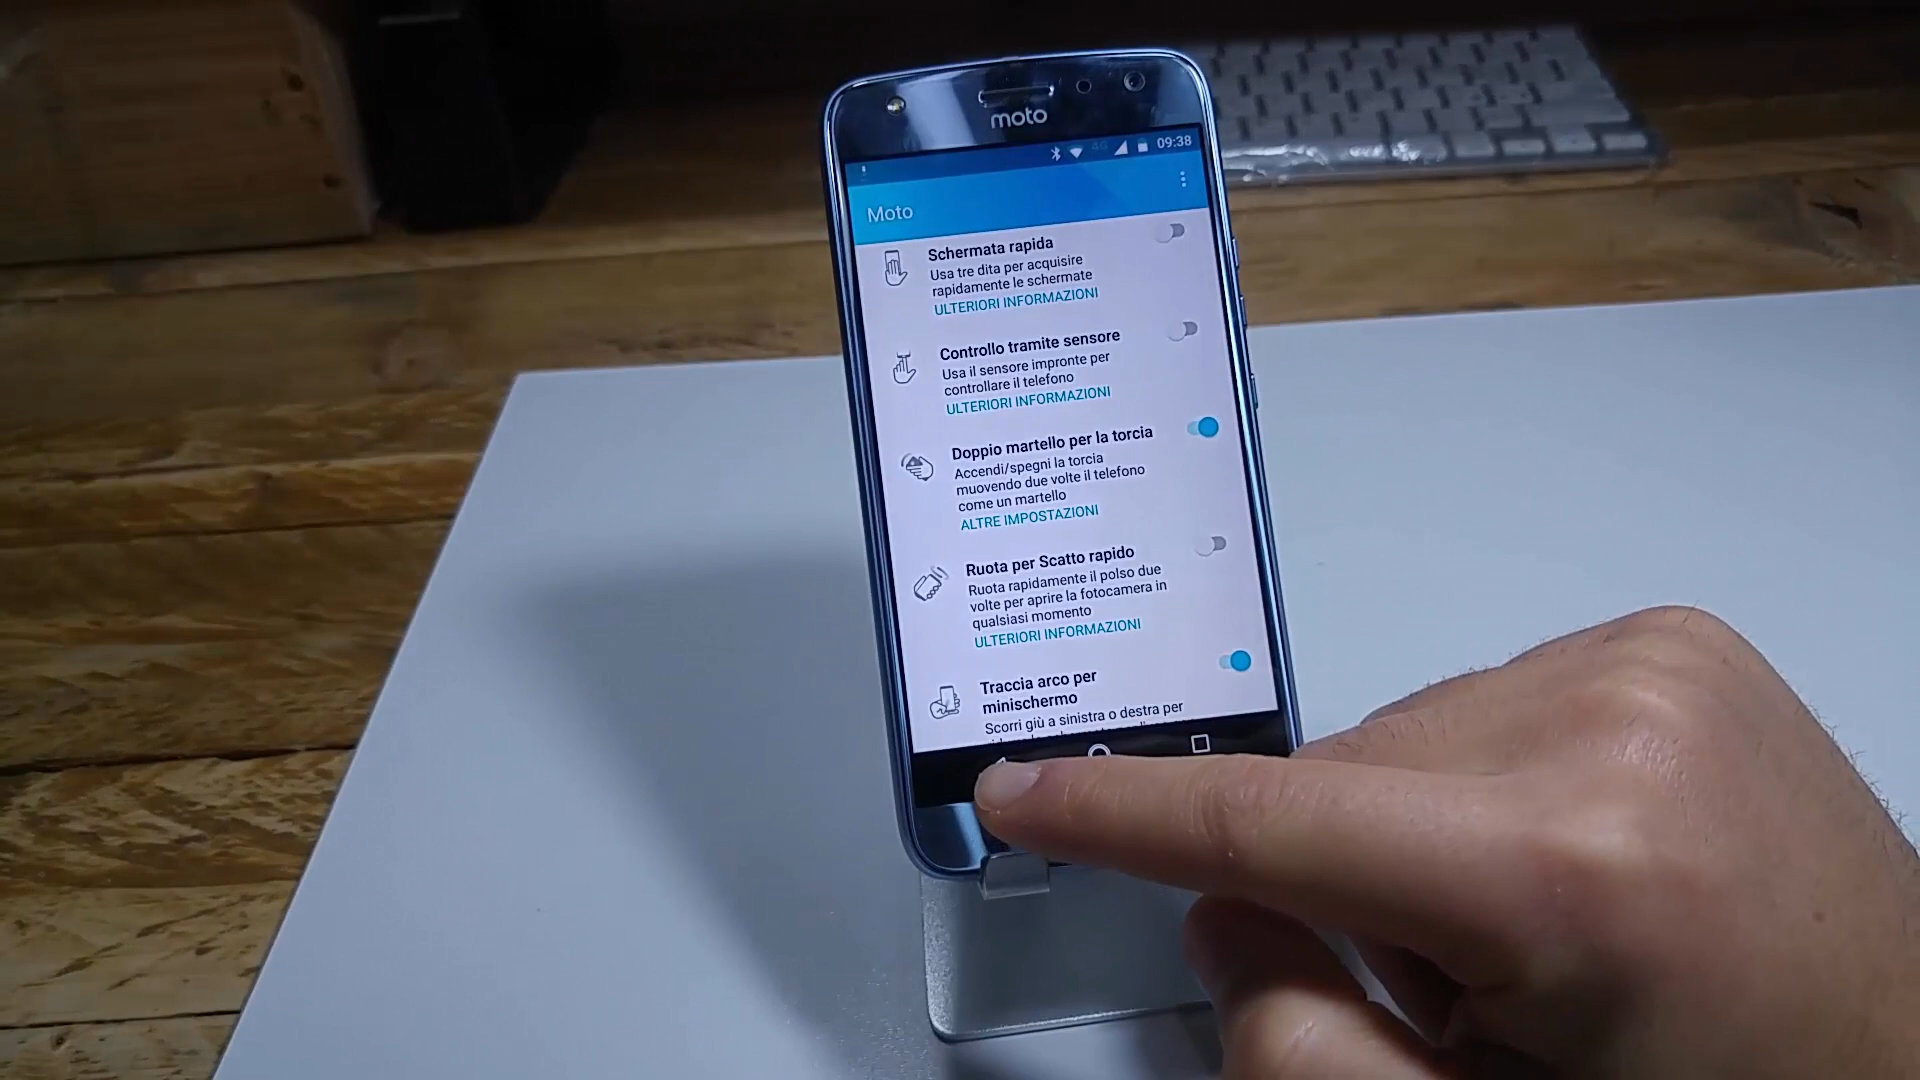 moto
4G 09:38
Moto
Schermata rapida
Usa tre dita per acquisire
rapidamente le schermate
ULTERIORI INFORMAZIONI
Controllo tramite sensore
Usa il sensore impronte per
controllare il telefono
ULTERIORI INFORMAZIONI
Doppio martello per la torcia
Accendi/spegni la torcia
muovendo due volte il telefono
come un martello
ALTRE IMPOSTAZIONI
Ruota per Scatto rapido
Ruota rapidamente il polso due
volte per aprire la fotocamera in
qualsiasi momento
ULTERIORI INFORMAZIONI
Traccia arco per
minischermo
Scorri giù a sinistra o destra per